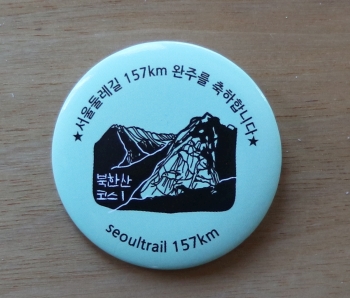 ★서울둘레길 157km 완주를 축하합니다★
북한산
코스1
seoultrail 157km